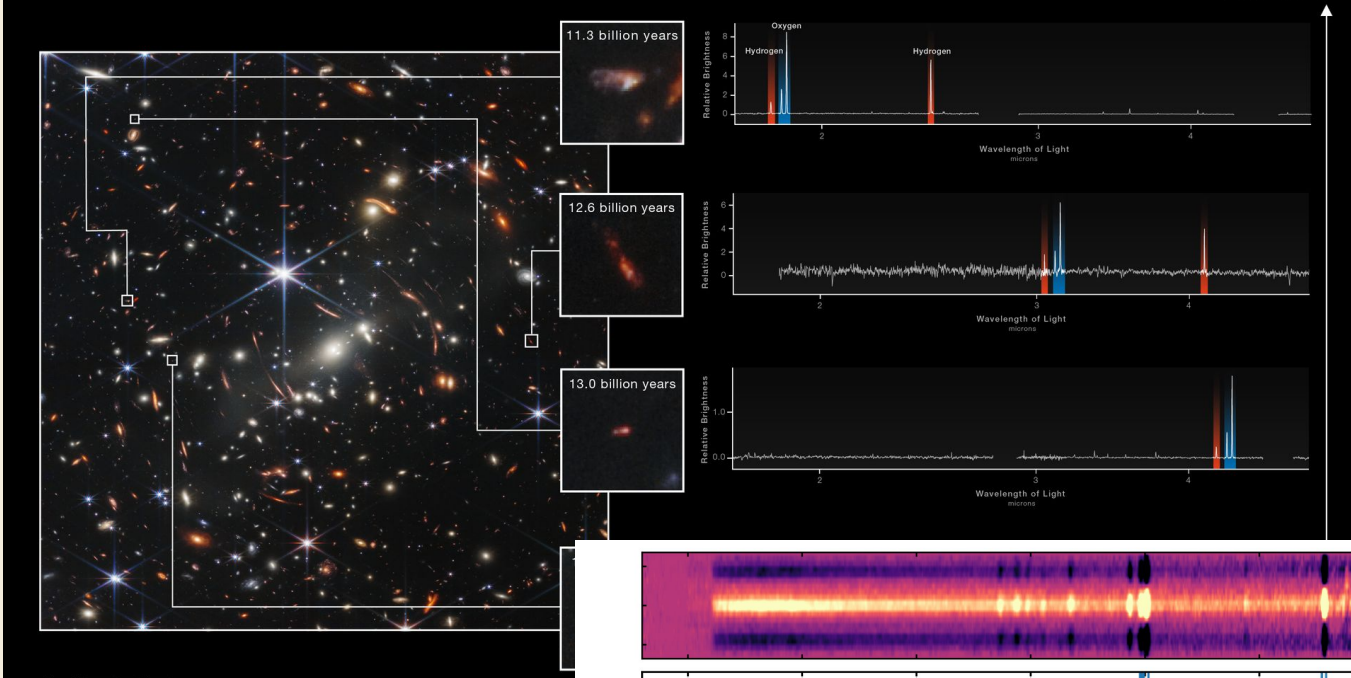 11.3 billion years
Oxygen
Hydrogen
Hydrogen
Relative Brightness
8
6
4
2
0
2
3
4
Wavelength of Light
microns
12.6 billion years
Relative Brightness
6
4
2
0
2
3
4
Wavelength of Light
microns
13.0 billion years
Relative Brightness
1.0
0.0
2
3
4
Wavelength of Light
microns